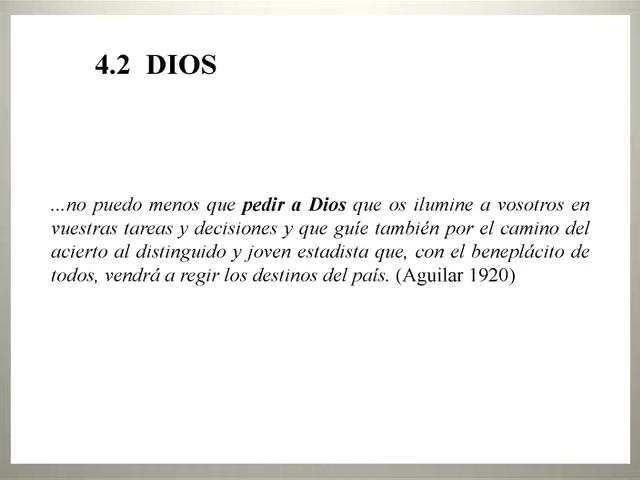 4.2 DIOS
...no puedo menos que pedir a Dios que os ilumine a vosotros en
vuestras tareas y decisiones y que guíe también por el camino del
acierto al distinguido y joven estadista que, con el beneplácito de
todos, vendrá a regir los destinos del país. (Aguilar 1920)